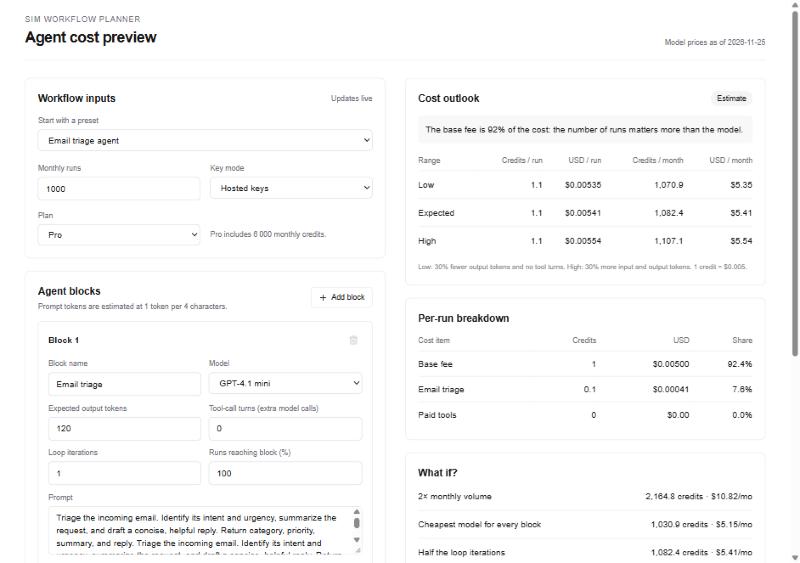 SIM WORKFLOW PLANNER
Agent cost preview
Model prices as of 2026-11-25
Workflow inputs
Updates live
Start with a preset
Email triage agent
Monthly runs
Key mode
1000
Hosted keys
Plan
Pro
Pro includes 6 000 monthly credits.
Agent blocks
Prompt tokens are estimated at 1 token per 4 characters.
+ Add block
Block 1
Block name
Model
Email triage
GPT-4.1 mini
Expected output tokens
Tool-call turns (extra model calls)
120
0
Loop iterations
Runs reaching block (%)
1
100
Prompt
Triage the incoming email. Identify its intent and urgency, summarize the
request, and draft a concise, helpful reply. Return category, priority,
summary, and reply. Triage the incoming email. Identify its intent and
urgency, summarize the request, and draft a concise, helpful reply. Return
Cost outlook
Estimate
The base fee is 92% of the cost: the number of runs matters more than the model.
Range Credits / run USD / run Credits / month USD / month
Low 1.1 $0.00535 1,070.9 $5.35
Expected 1.1 $0.00541 1,082.4 $5.41
High 1.1 $0.00554 1,107.1 $5.54
Low: 30% fewer output tokens and no tool turns. High: 30% more input and output tokens. 1 credit = $0.005.
Per-run breakdown
Cost item Credits USD Share
Base fee 1 $0.00500 92.4%
Email triage 0.1 $0.00041 7.6%
Paid tools 0 $0.00 0.0%
What if?
2× monthly volume 2,164.8 credits · $10.82/mo
Cheapest model for every block 1,030.9 credits · $5.15/mo
Half the loop iterations 1,082.4 credits · $5.41/mo